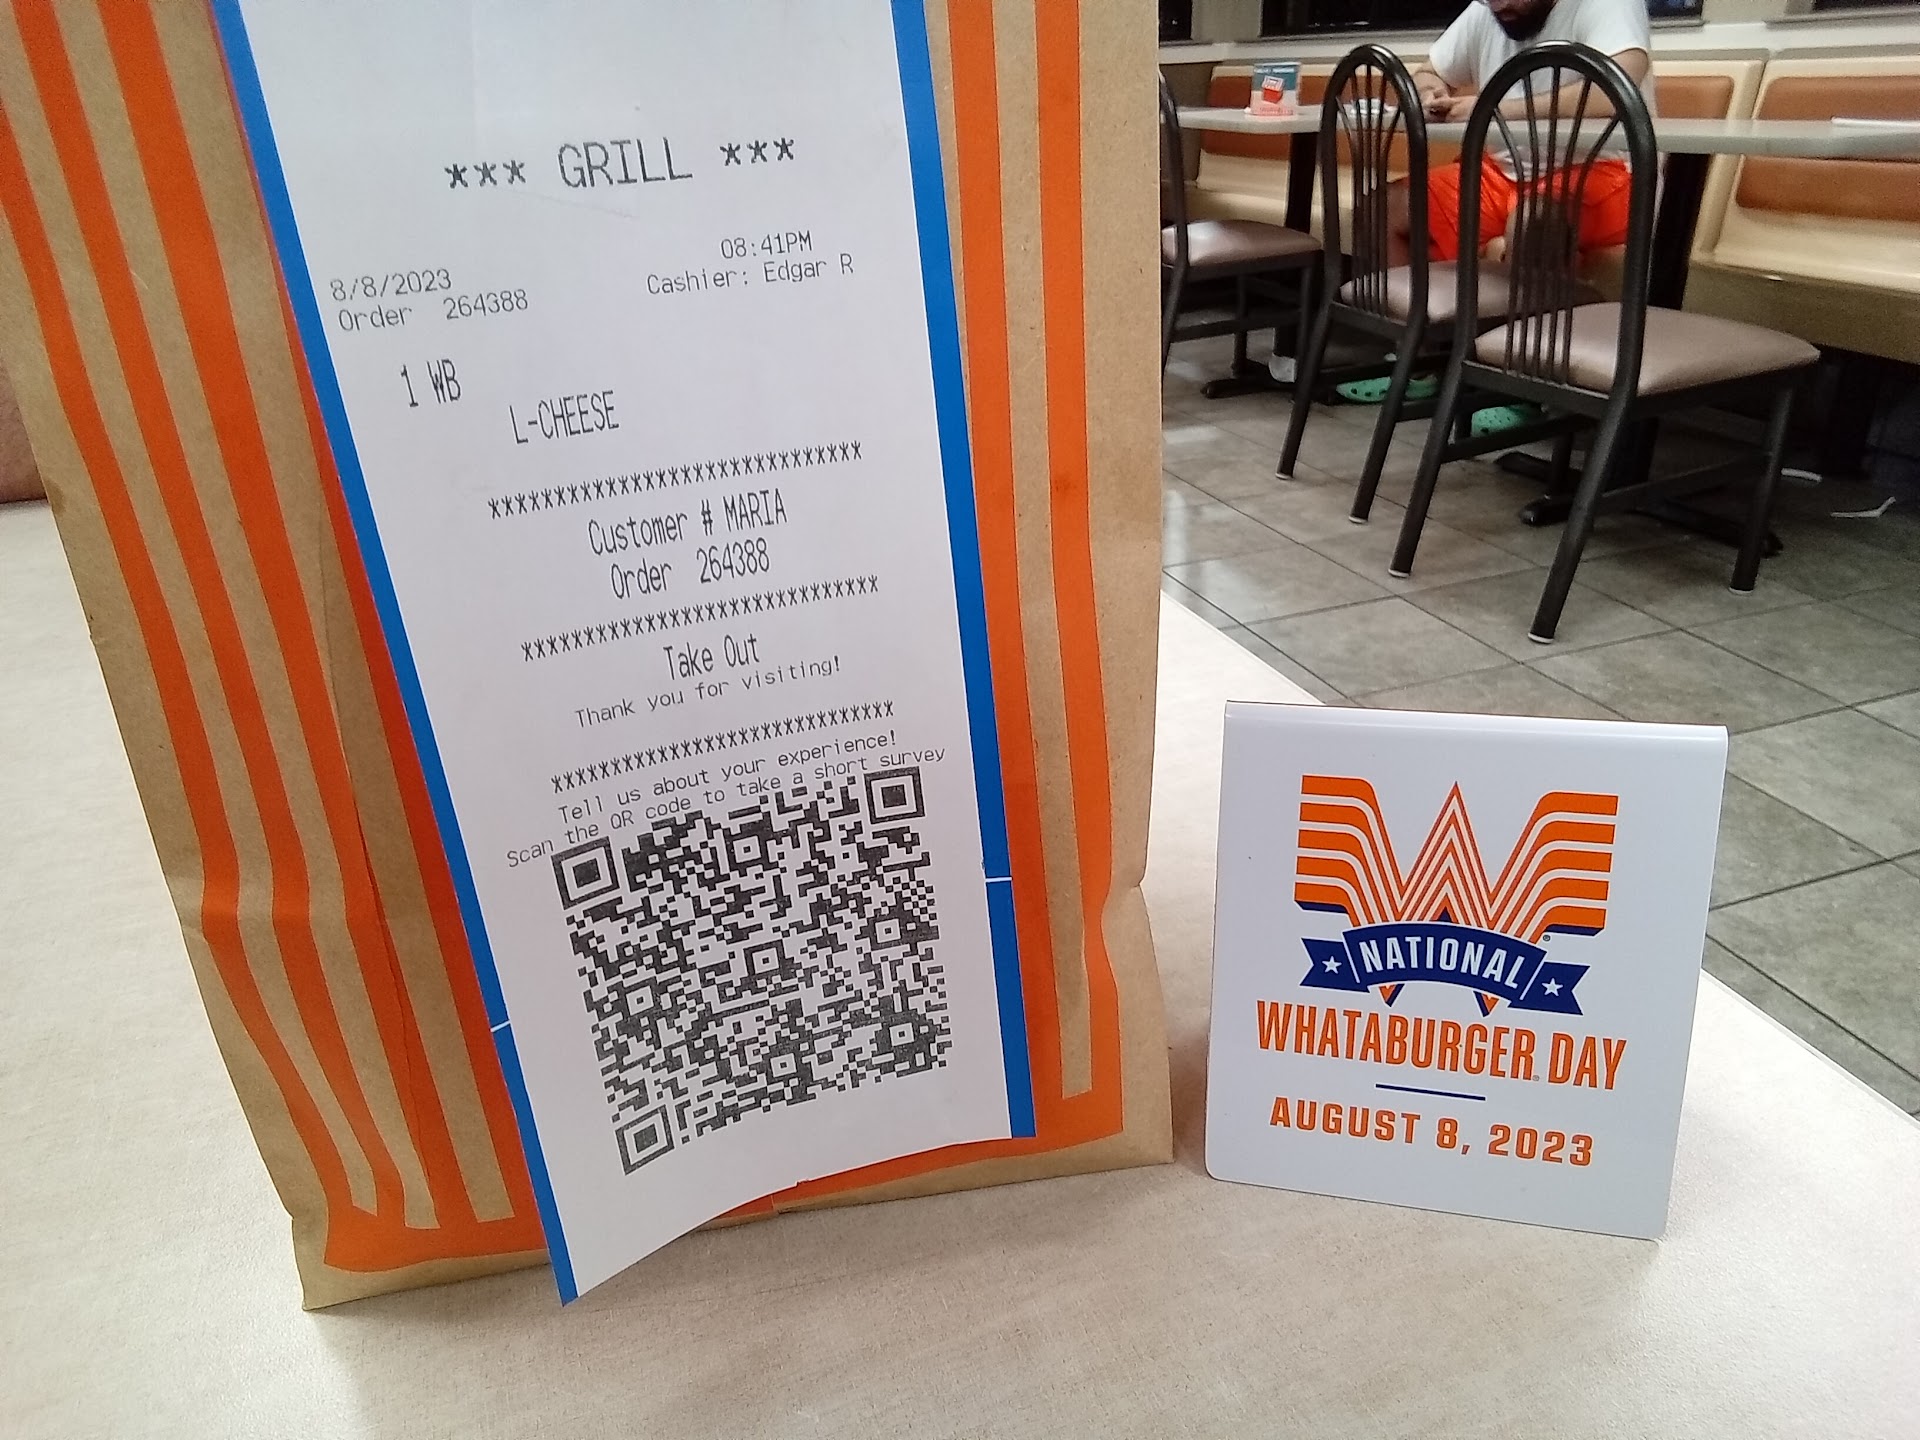 *** GRILL ***
08:41PM
8/8/2023
Cashier: Edgar R
Order 264388
1 WB
L-CHEESE
****************************
Customer # MARIA
Order 264388
***************************
Take Out
Thank you for visiting!
**************************
Tell us about your experience!
Scan the QR code to take a short survey
NATIONAL
WHATABURGER DAY
AUGUST 8, 2023